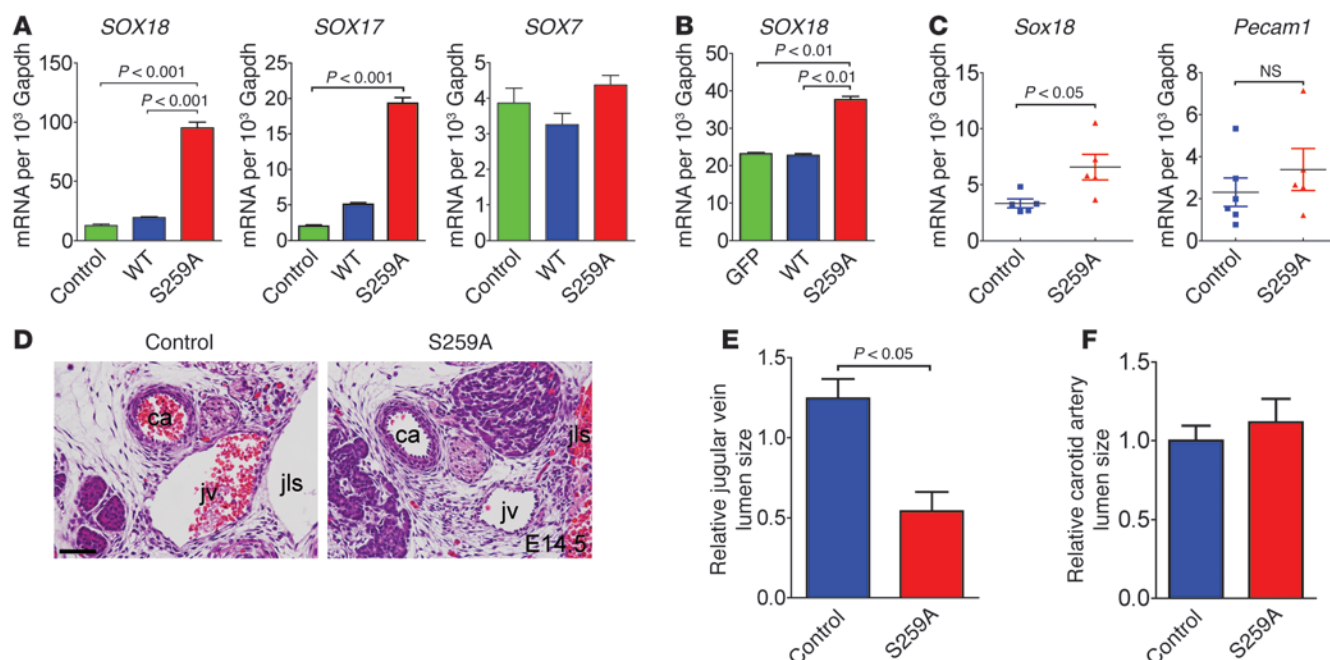 A
SOX18
P < 0.001
P < 0.001
mRNA per 10³ Gapdh
150
100
50
0
Control
WT
S259A
SOX17
P < 0.001
mRNA per 10³ Gapdh
25
20
15
10
5
0
Control
WT
S259A
SOX7
mRNA per 10³ Gapdh
5
4
3
2
1
0
Control
WT
S259A
B
SOX18
P < 0.01
P < 0.01
mRNA per 10³ Gapdh
50
40
30
20
10
0
GFP
WT
S259A
C
Sox18
P < 0.05
mRNA per 10³ Gapdh
15
10
5
0
Control
S259A
Pecam1
NS
mRNA per 10³ Gapdh
8
6
4
2
0
Control
S259A
D
Control
ca
jv
jls
S259A
ca
jls
jv
E14.5
E
P < 0.05
Relative jugular vein
lumen size
1.5
1.0
0.5
0.0
Control
S259A
F
Relative carotid artery
lumen size
1.5
1.0
0.5
0.0
Control
S259A